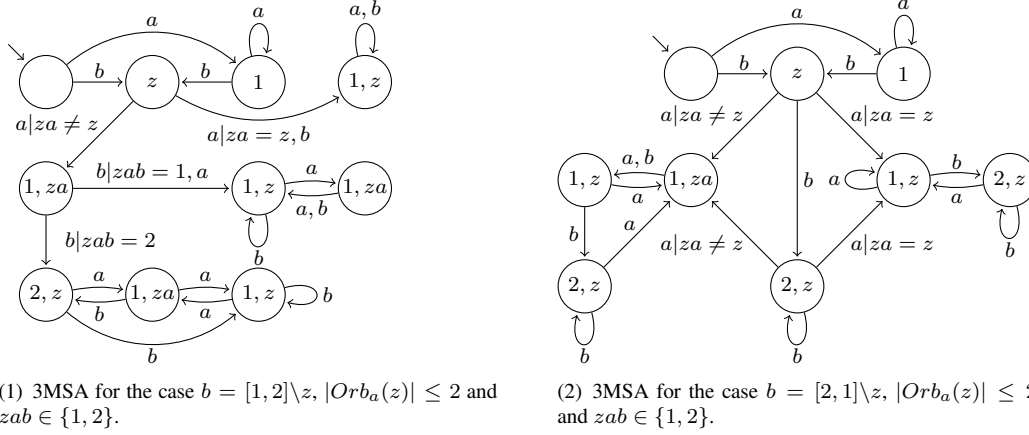 a a a, b a a
b z b 1 1, z b z b 1
a|za ≠ z a|za = z, b a|za ≠ z a|za = z
1, za b|zab = 1, a 1, z a a, b 1, za 1, z a, b a 1, za b a 1, z b a 2, z
b|zab = 2 b b a a|za ≠ z a|za = z b
2, z a b 1, za a a 1, z b 2, z 2, z
b b b
(1) 3MSA for the case b = [1, 2]\z, |Orb_a(z)| ≤ 2 and
zab ∈ {1, 2}.
(2) 3MSA for the case b = [2, 1]\z, |Orb_a(z)| ≤ 2
and zab ∈ {1, 2}.